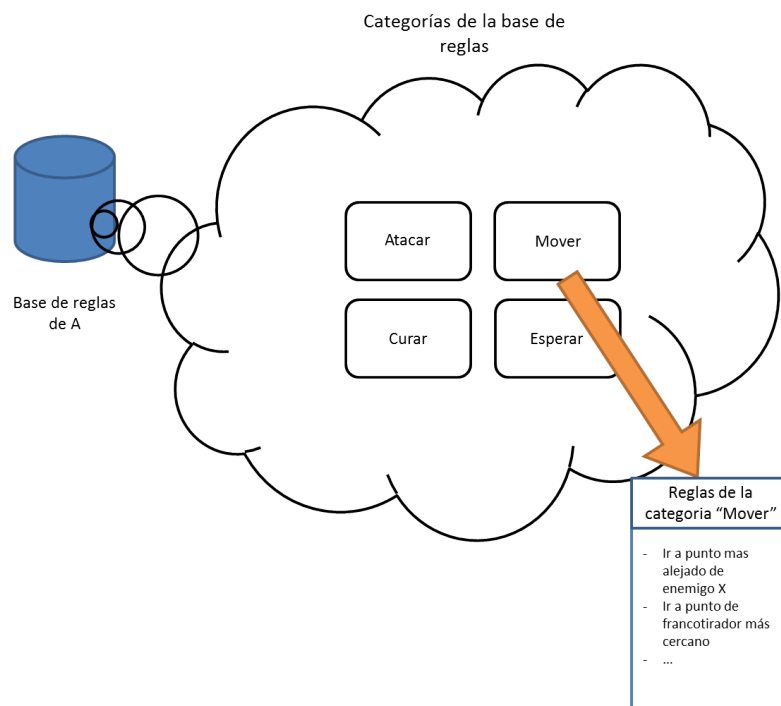 Categorías de la base de
reglas
Atacar
Mover
Base de reglas
de A
Curar
Esperar
Reglas de la
categoria “Mover”
- Ir a punto mas
alejado de
enemigo X
- Ir a punto de
francotirador más
cercano
- ...